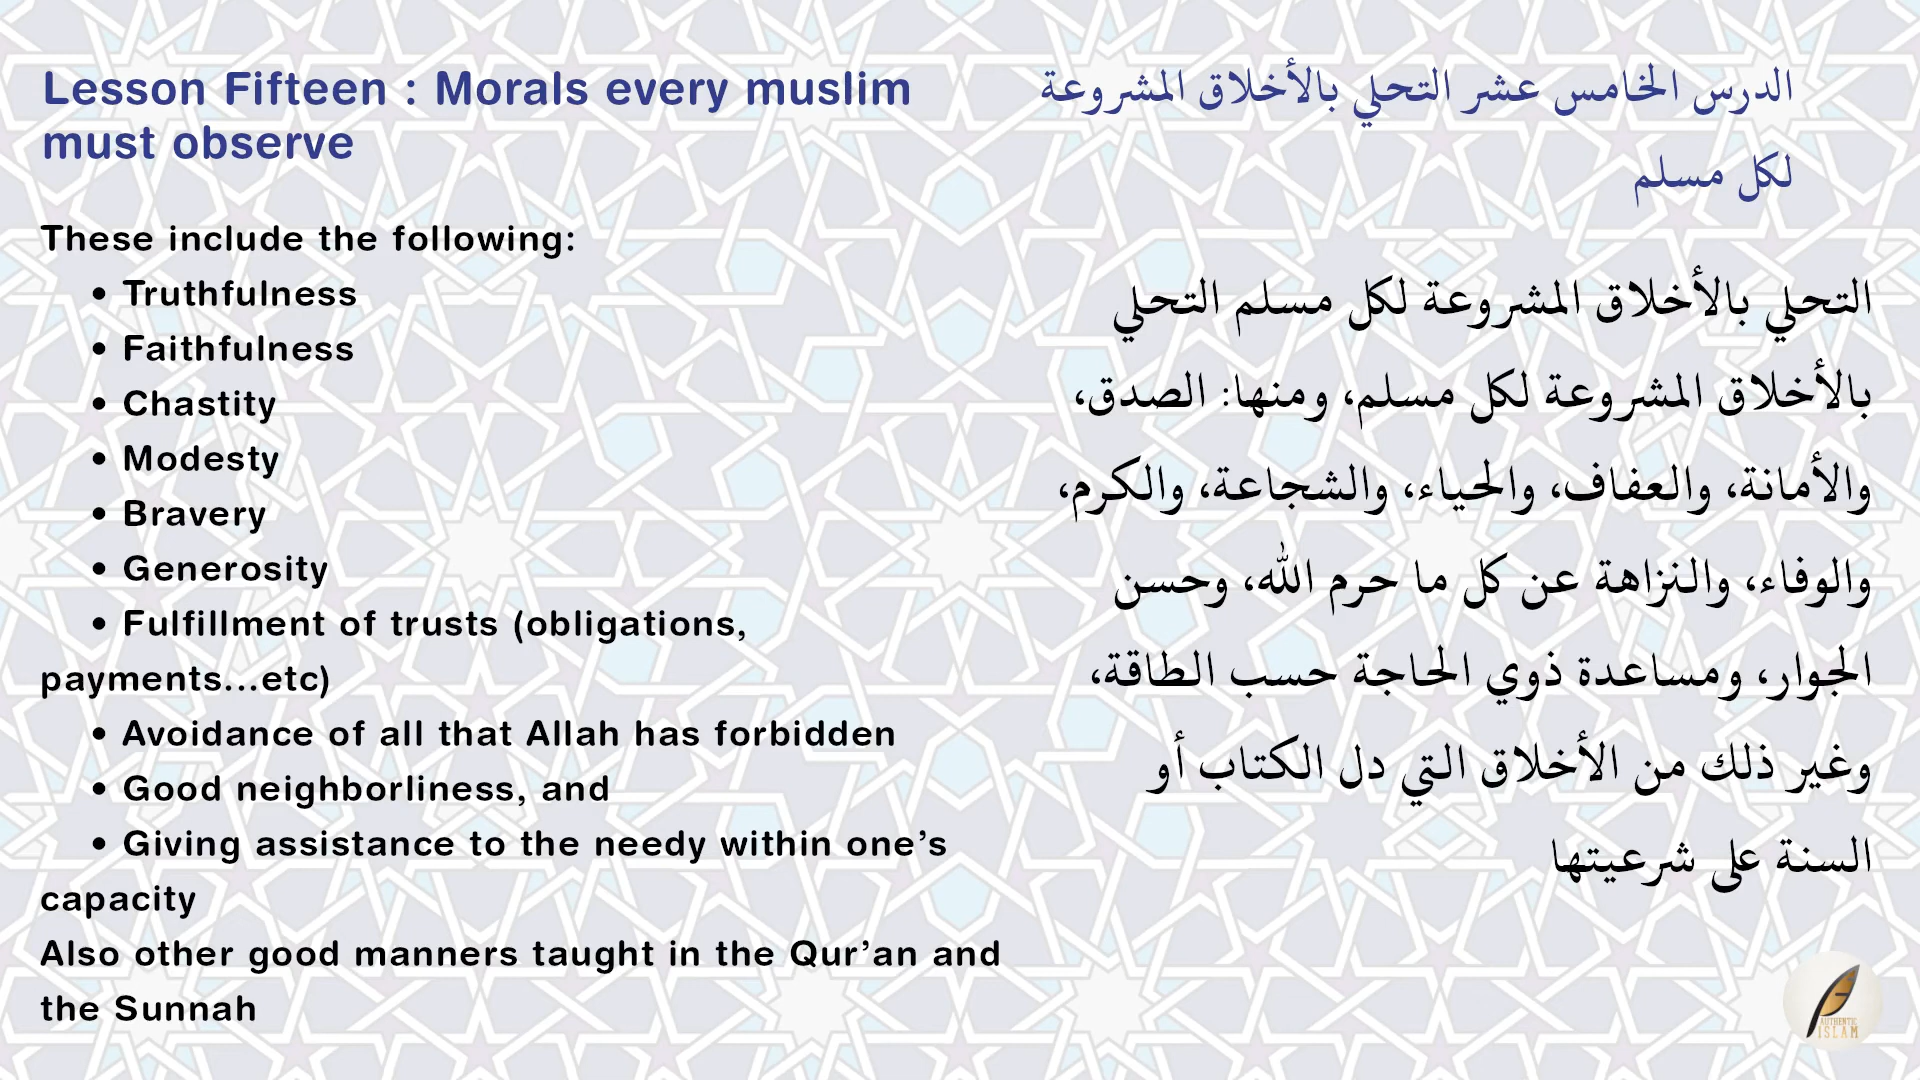 Lesson Fifteen : Morals every muslim
must observe
These include the following:
• Truthfulness
• Faithfulness
• Chastity
• Modesty
• Bravery
• Generosity
• Fulfillment of trusts (obligations,
payments...etc)
• Avoidance of all that Allah has forbidden
• Good neighborliness, and
• Giving assistance to the needy within one’s
capacity
Also other good manners taught in the Qur’an and
the Sunnah
الدرس الخامس عشر التحلي بالأخلاق المشروعة
لكل مسلم
التحلي بالأخلاق المشروعة لكل مسلم التحلي
بالأخلاق المشروعة لكل مسلم، ومنها: الصدق،
والأمانة، والعفاف، والحياء، والشجاعة، والكرم،
والوفاء، والنزاهة عن كل ما حرم الله، وحسن
الجوار، ومساعدة ذوي الحاجة حسب الطاقة،
وغير ذلك من الأخلاق التي دل الكتاب أو
السنة على شرعيتها
AUTHENTIC
ISLAM